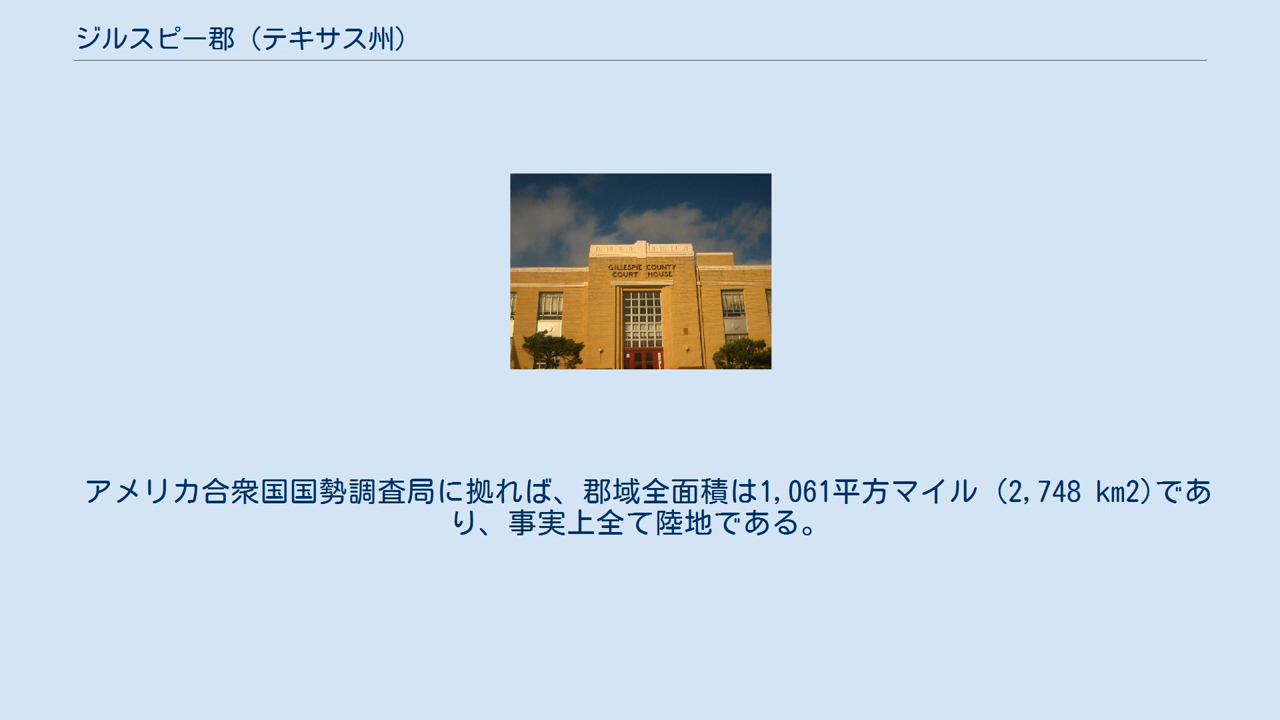 ジルスピー郡（テキサス州）
GILLESPIE COUNTY
COURT HOUSE
アメリカ合衆国国勢調査局に拠れば、郡域全面積は1,061平方マイル (2,748 km2)であ
り、事実上全て陸地である。